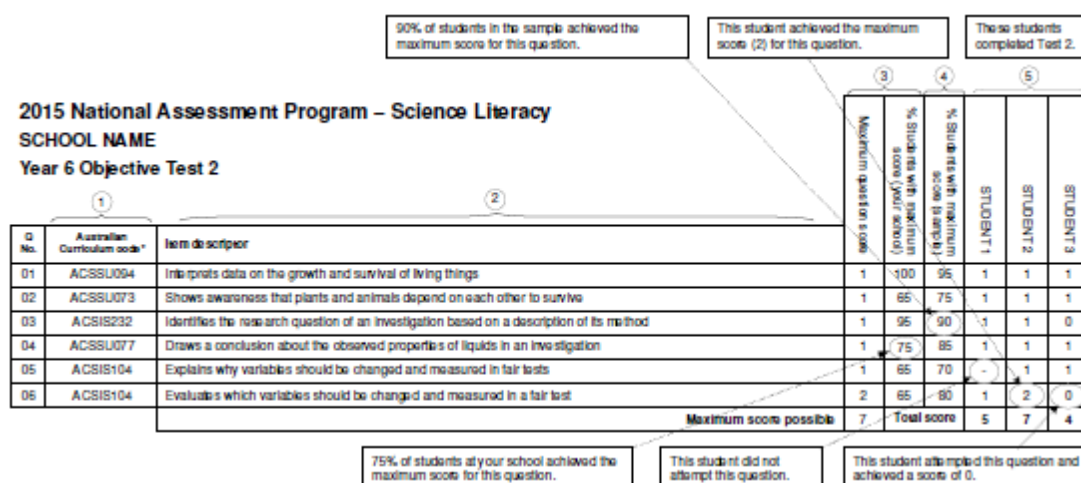 90% of students in the sample achieved the
maximum score for this question.
This student achieved the maximum
score (2) for this question.
These students
completed Test 2.
3
4
5
2015 National Assessment Program – Science Literacy
SCHOOL NAME
Year 6 Objective Test 2
1
2
Q No. Australian Curriculum code* Item descriptor Maximum question score % Students with maximum score (your school) % Students with maximum score (sample) STUDENT 1 STUDENT 2 STUDENT 3
01 ACSSU094 Interprets data on the growth and survival of living things 1 100 95 1 1 1
02 ACSSU073 Shows awareness that plants and animals depend on each other to survive 1 65 75 1 1 1
03 ACSIS232 Identifies the research question of an investigation based on a description of its method 1 95 90 1 1 0
04 ACSSU077 Draws a conclusion about the observed properties of liquids in an investigation 1 75 85 1 1 1
05 ACSIS104 Explains why variables should be changed and measured in fair tests 1 65 70 - 1 1
06 ACSIS104 Evaluates which variables should be changed and measured in a fair test 2 65 80 1 2 0
Maximum score possible 7 Total score 5 7 4
75% of students at your school achieved the
maximum score for this question.
This student did not
attempt this question.
This student attempted this question and
achieved a score of 0.